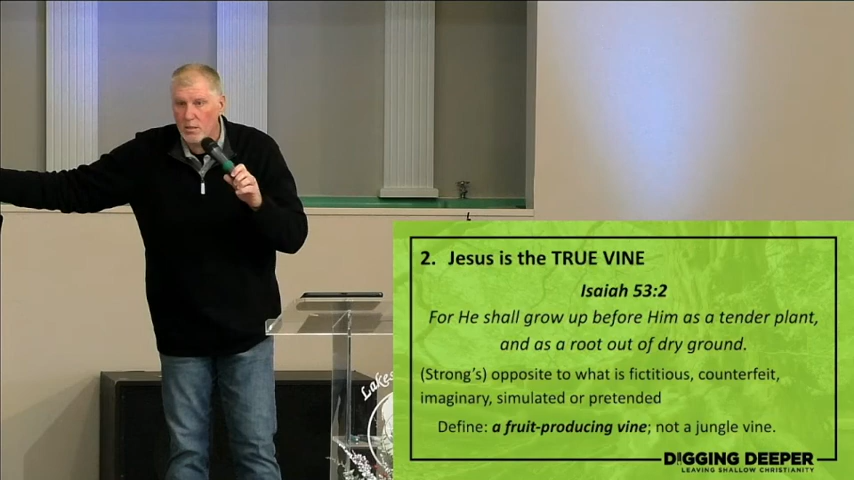 2. Jesus is the TRUE VINE
Isaiah 53:2
For He shall grow up before Him as a tender plant,
and as a root out of dry ground.
(Strong's) opposite to what is fictitious, counterfeit,
imaginary, simulated or pretended
Define: a fruit-producing vine; not a jungle vine.
DIGGING DEEPER
LEAVING SHALLOW CHRISTIANITY